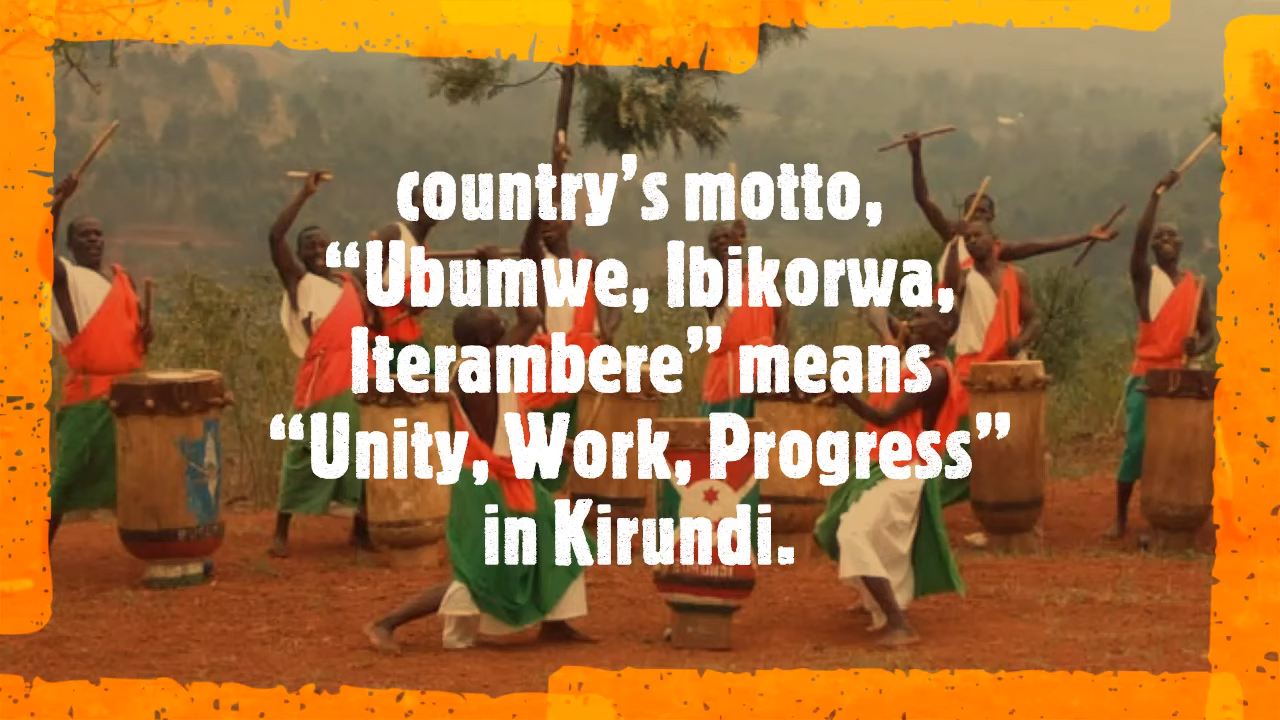 country’s motto,
“Ubumwe, Ibikorwa,
Iterambere” means
“Unity, Work, Progress”
in Kirundi.